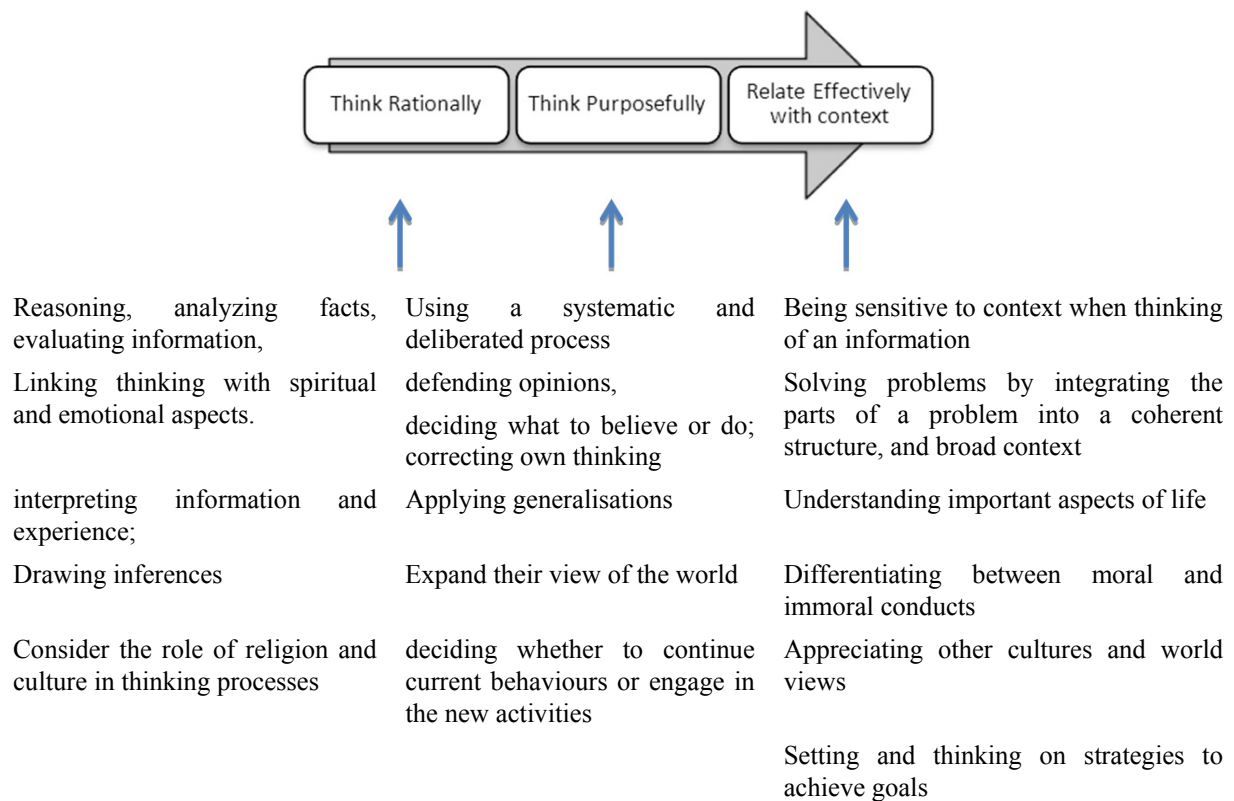 Think Rationally
Think Purposefully
Relate Effectively
with context
Reasoning, analyzing facts,
evaluating information,
Linking thinking with spiritual
and emotional aspects.
interpreting information and
experience;
Drawing inferences
Consider the role of religion and
culture in thinking processes
Using a systematic and
deliberated process
defending opinions,
deciding what to believe or do;
correcting own thinking
Applying generalisations
Expand their view of the world
deciding whether to continue
current behaviours or engage in
the new activities
Being sensitive to context when thinking
of an information
Solving problems by integrating the
parts of a problem into a coherent
structure, and broad context
Understanding important aspects of life
Differentiating between moral and
immoral conducts
Appreciating other cultures and world
views
Setting and thinking on strategies to
achieve goals